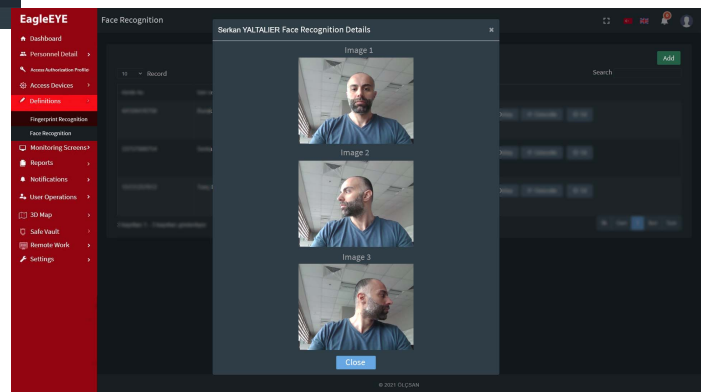 EagleEYE
Face Recognition
Dashboard
Personnel Detail
Access Authorization Profile
Access Devices
Definitions
Fingerprint Recognition
Face Recognition
Monitoring Screens
Reports
Notifications
User Operations
3D Map
Safe Vault
Remote Work
Settings
Serkan YALTALIER Face Recognition Details
×
Image 1
Image 2
Image 3
Close
Add
10 Record
Search
© 2021 ÖLÇSAN